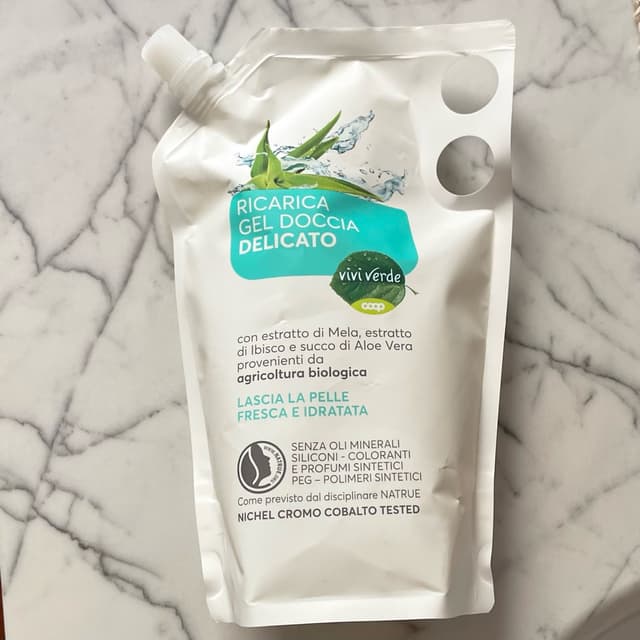 RICARICA
GEL DOCCIA
DELICATO
vivi verde
coop
con estratto di Mela, estratto
di Ibisco e succo di Aloe Vera
provenienti da
agricoltura biologica
LASCIA LA PELLE
FRESCA E IDRATATA
SENZA OLI MINERALI
SILICONI - COLORANTI
E PROFUMI SINTETICI
PEG – POLIMERI SINTETICI
Come previsto dal disciplinare NATRUE
NICHEL CROMO COBALTO TESTED